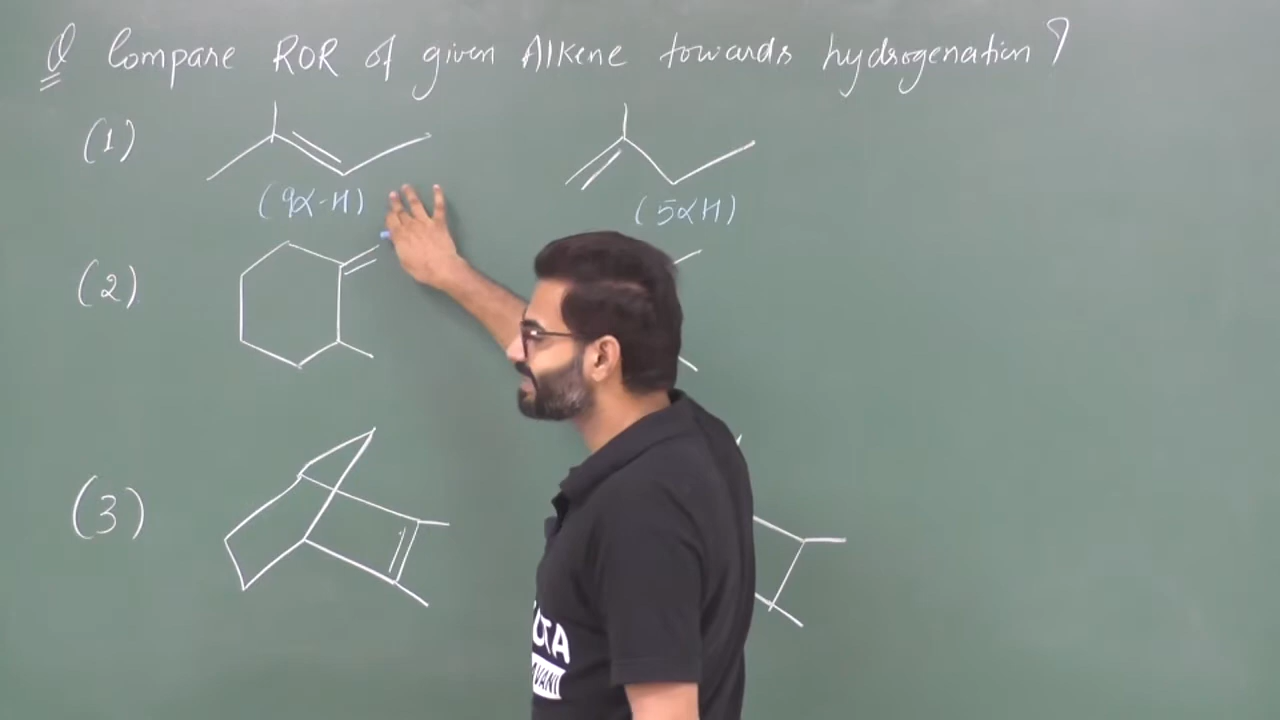 Q Compare ROR of given Alkene towards hydrogenation?
(1)
(9α-H) (5αH)
(2)
(3)